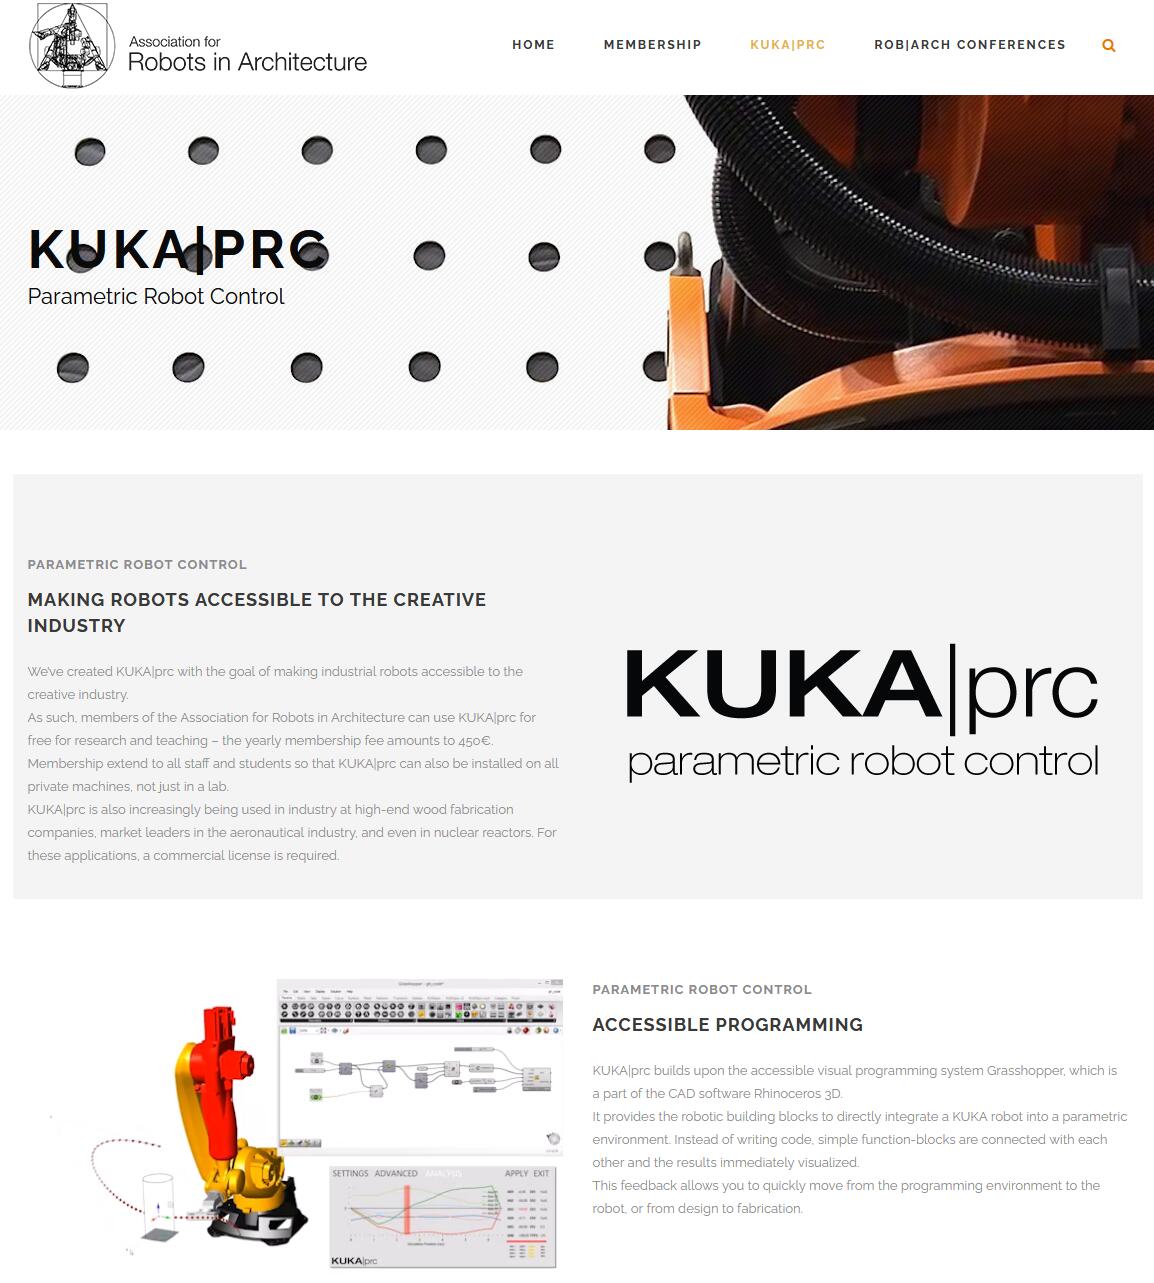 Association for
Robots in Architecture
HOME MEMBERSHIP KUKA|PRC ROB|ARCH CONFERENCES
KUKA|PRC
Parametric Robot Control
PARAMETRIC ROBOT CONTROL
MAKING ROBOTS ACCESSIBLE TO THE CREATIVE
INDUSTRY
We've created KUKA|prc with the goal of making industrial robots accessible to the
creative industry.
As such, members of the Association for Robots in Architecture can use KUKA|prc for
free for research and teaching – the yearly membership fee amounts to 450€.
Membership extend to all staff and students so that KUKA|prc can also be installed on all
private machines, not just in a lab.
KUKA|prc is also increasingly being used in industry at high-end wood fabrication
companies, market leaders in the aeronautical industry, and even in nuclear reactors. For
these applications, a commercial license is required.
KUKA|prc
parametric robot control
SETTINGS ADVANCED ANALYSIS APPLY EXIT
KUKA|prc
PARAMETRIC ROBOT CONTROL
ACCESSIBLE PROGRAMMING
KUKA|prc builds upon the accessible visual programming system Grasshopper, which is
a part of the CAD software Rhinoceros 3D.
It provides the robotic building blocks to directly integrate a KUKA robot into a parametric
environment. Instead of writing code, simple function-blocks are connected with each
other and the results immediately visualized.
This feedback allows you to quickly move from the programming environment to the
robot, or from design to fabrication.